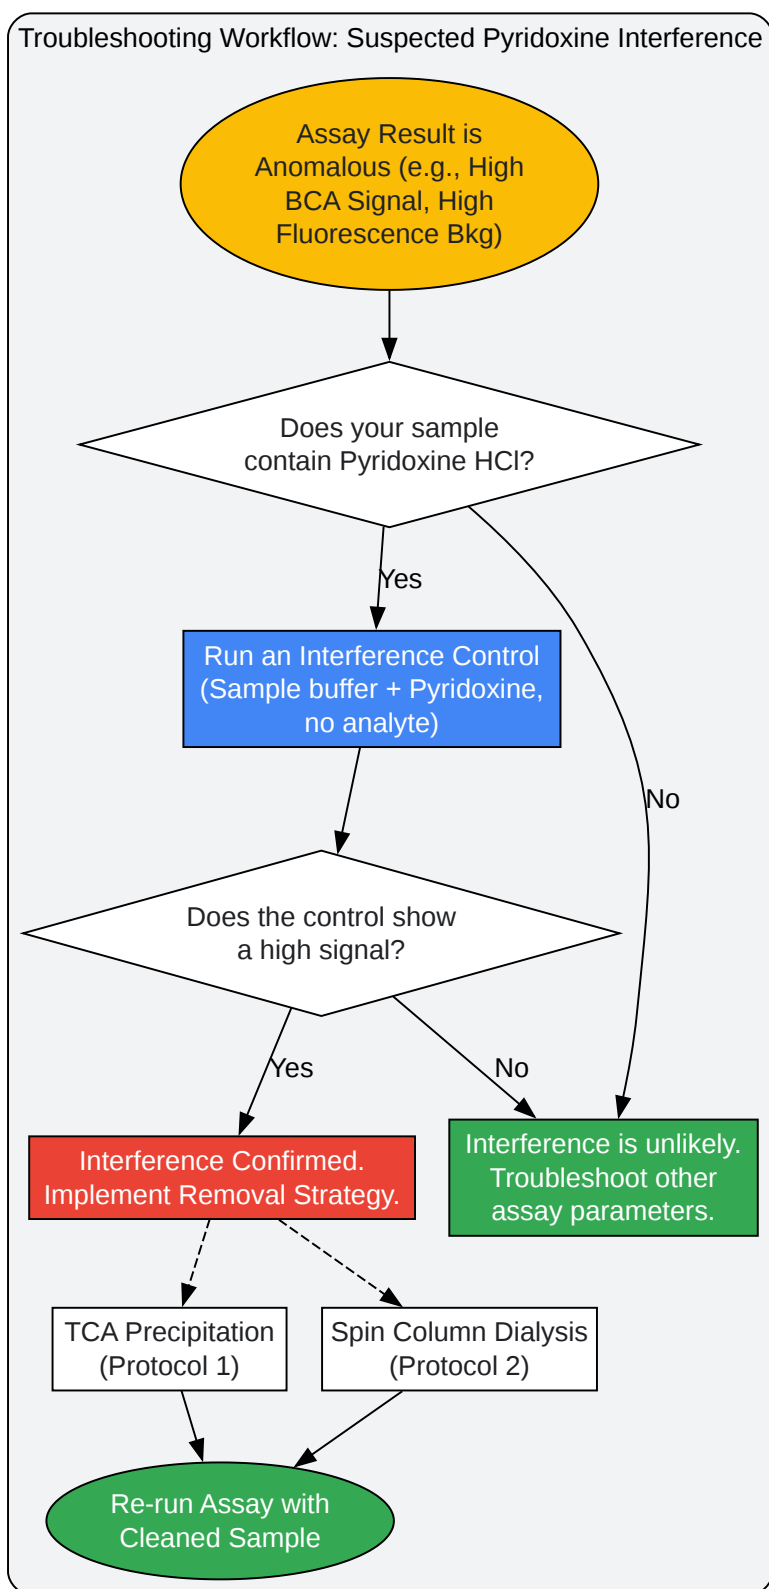 Troubleshooting Workflow: Suspected Pyridoxine Interference
Assay Result is
Anomalous (e.g., High
BCA Signal, High
Fluorescence Bkg)
Does your sample
contain Pyridoxine HCl?
Yes
Run an Interference Control
(Sample buffer + Pyridoxine,
no analyte)
No
Does the control show
a high signal?
Yes
No
Interference Confirmed.
Implement Removal Strategy.
Interference is unlikely.
Troubleshoot other
assay parameters.
TCA Precipitation
(Protocol 1)
Spin Column Dialysis
(Protocol 2)
Re-run Assay with
Cleaned Sample